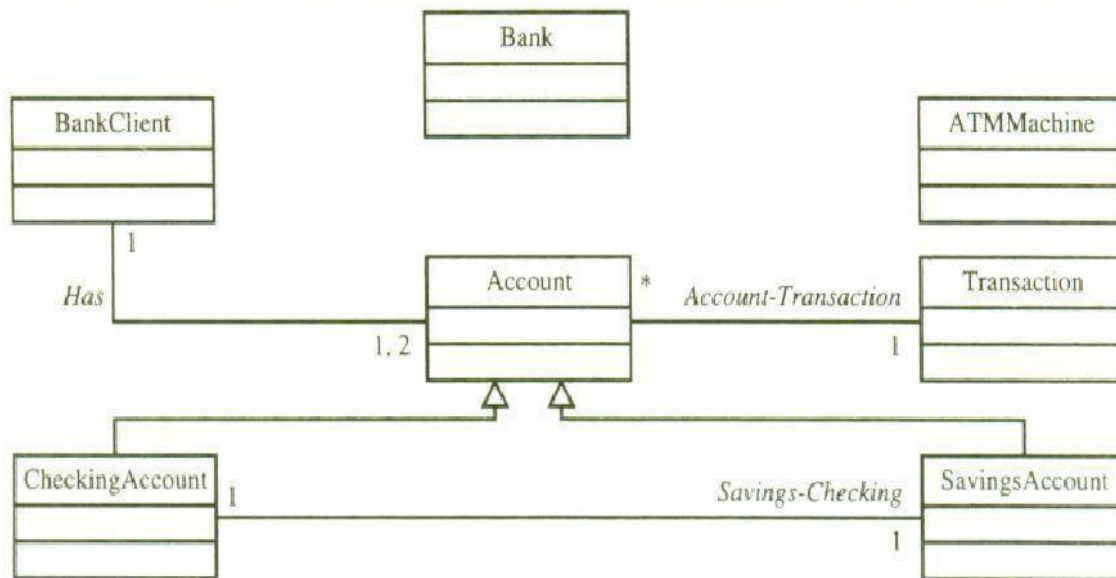 Bank
BankClient
ATMMachine
1
Has
1, 2
Account
*
Account-Transaction
1
Transaction
CheckingAccount
1
Savings-Checking
1
SavingsAccount